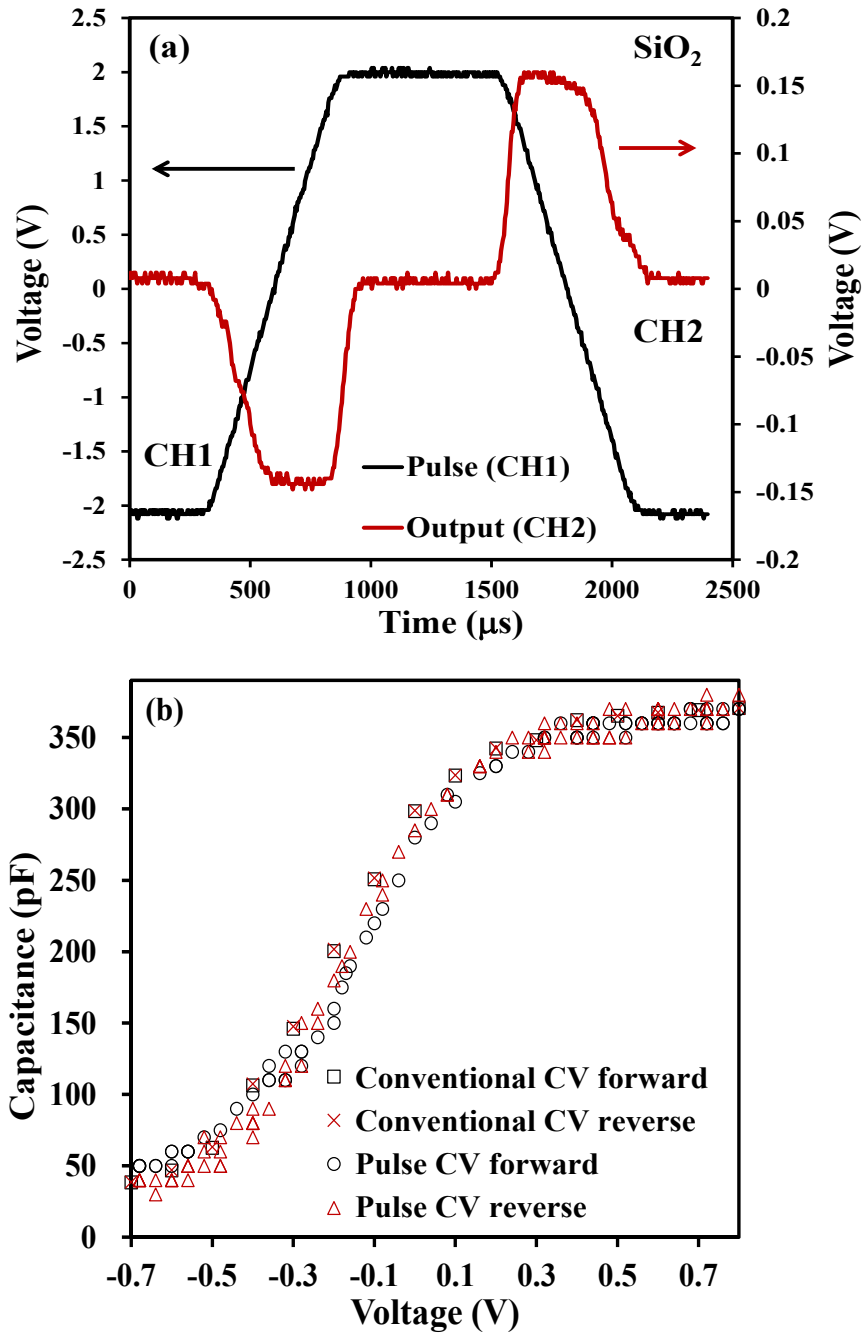 (a)
SiO2
2.5
2
1.5
1
0.5
0
-0.5
-1
-1.5
-2
-2.5
Voltage (V)
0.2
0.15
0.1
0.05
0
-0.05
-0.1
-0.15
-0.2
Voltage (V)
CH2
CH1
Pulse (CH1)
Output (CH2)
0 500 1000 1500 2000 2500
Time (μs)
(b)
350
300
250
200
150
100
50
0
Capacitance (pF)
Conventional CV forward
Conventional CV reverse
Pulse CV forward
Pulse CV reverse
-0.7 -0.5 -0.3 -0.1 0.1 0.3 0.5 0.7
Voltage (V)